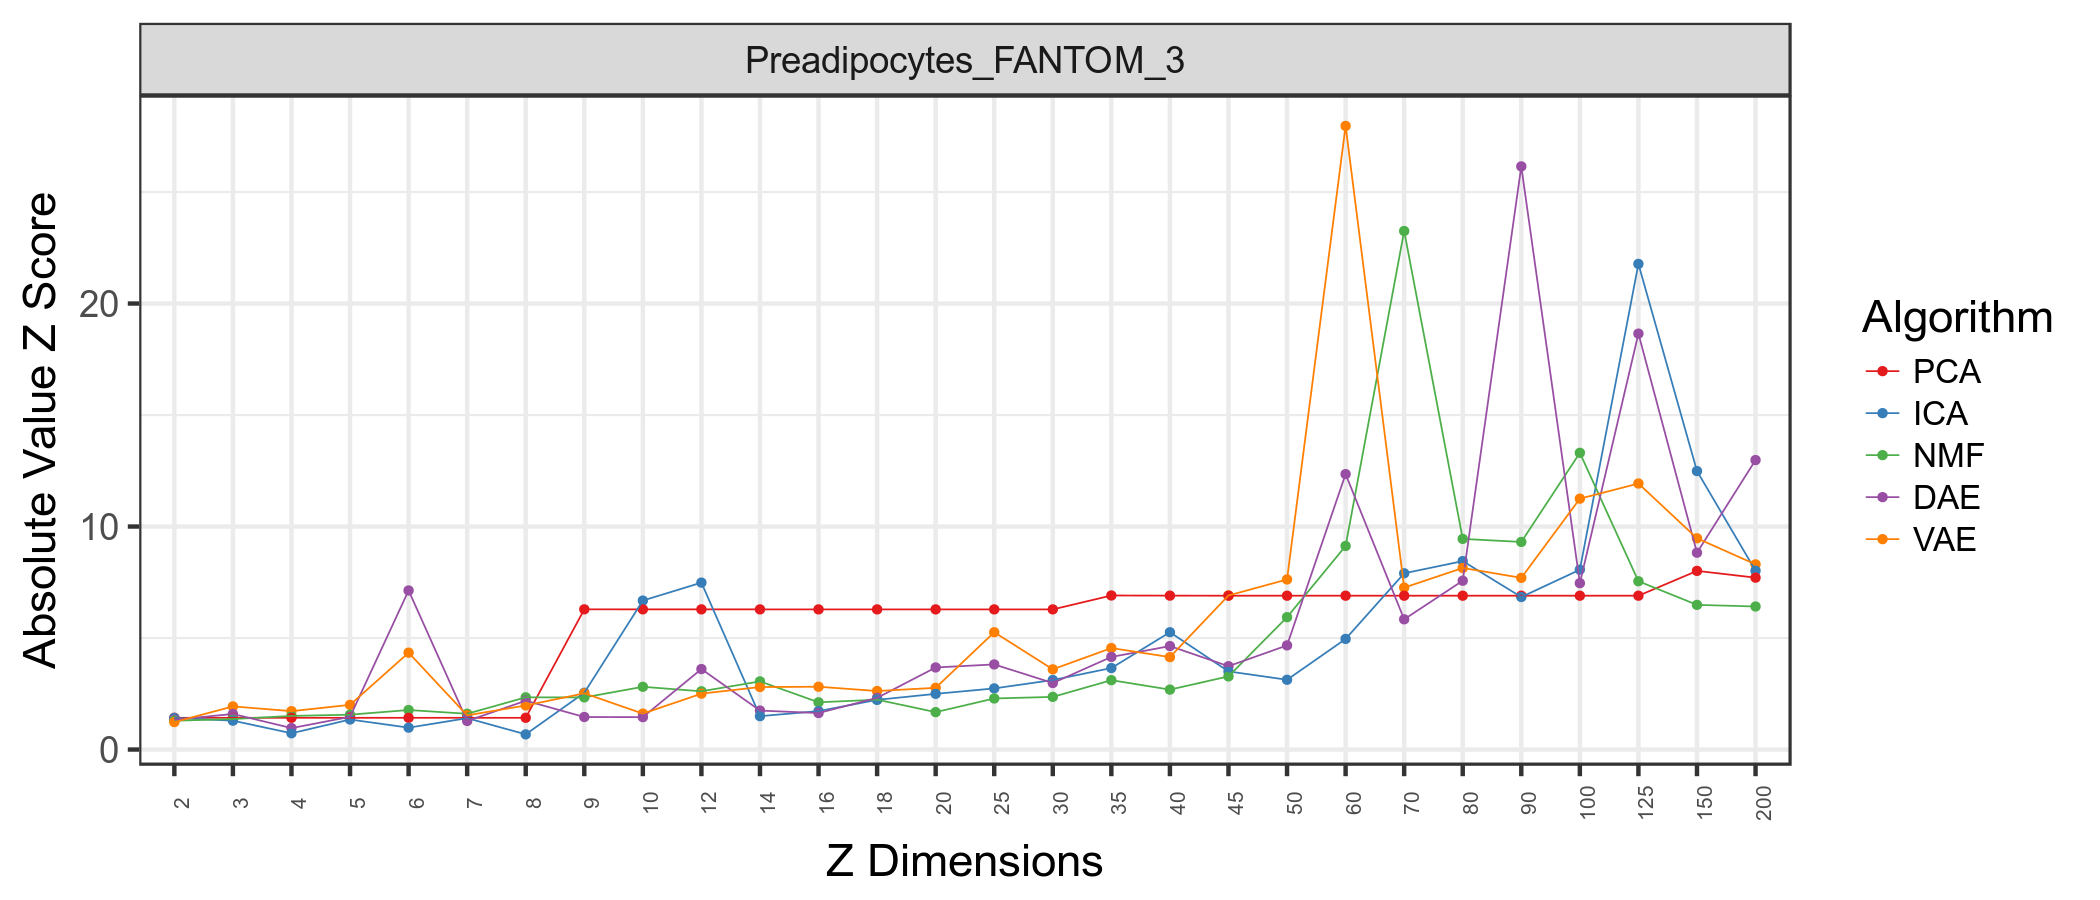 Preadipocytes_FANTOM_3
Absolute Value Z Score
20
10
0
2 3 4 5 6 7 8 9 10 12 14 16 18 20 25 30 35 40 45 50 60 70 80 90 100 125 150 200
Z Dimensions
Algorithm
PCA
ICA
NMF
DAE
VAE